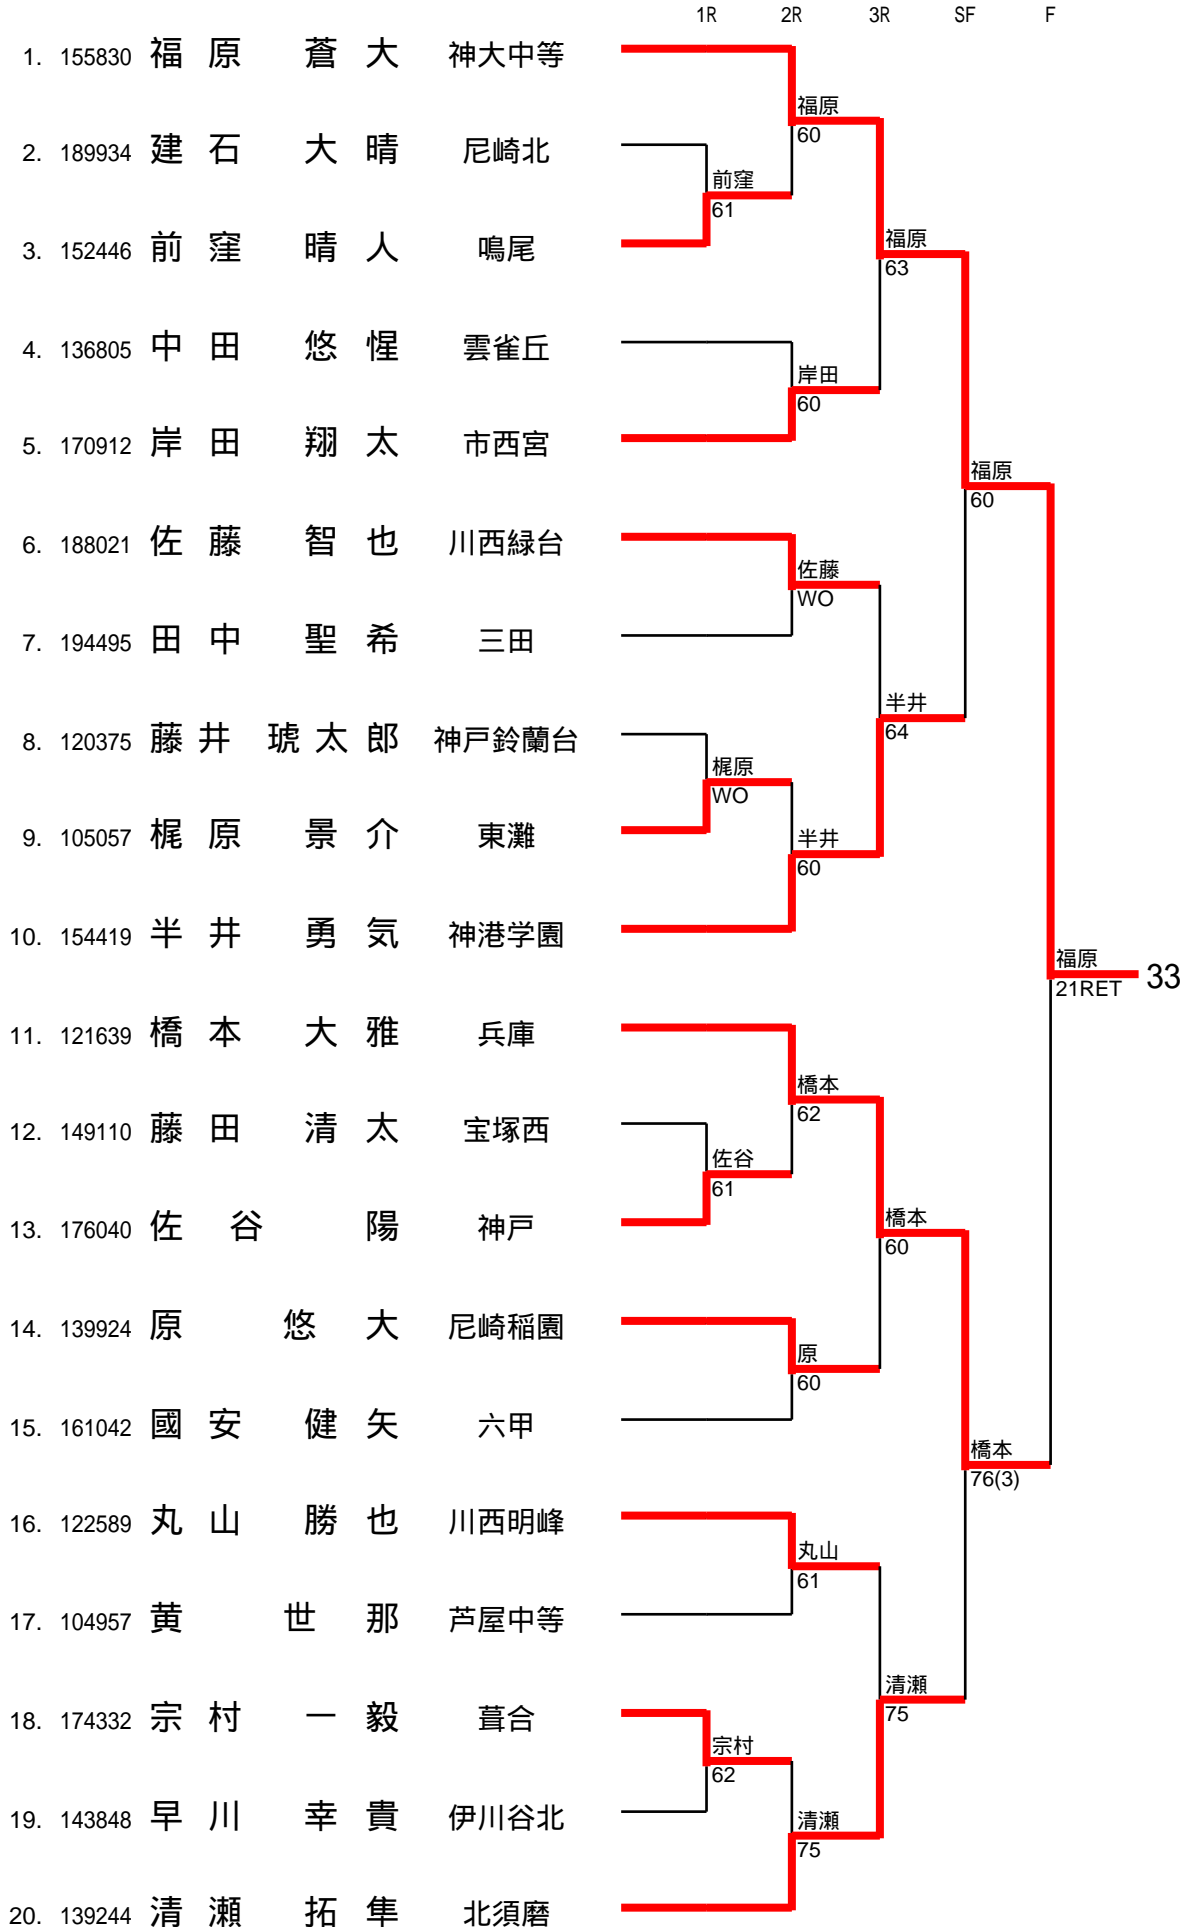 1R 2R 3R SF F
1. 155830 福原 蒼大 神大中等
福原
60
2. 189934 建石 大晴 尼崎北
前窪
61
3. 152446 前窪 晴人 鳴尾
福原
63
4. 136805 中田 悠惺 雲雀丘
岸田
60
5. 170912 岸田 翔太 市西宮
福原
60
6. 188021 佐藤 智也 川西緑台
佐藤
WO
7. 194495 田中 聖希 三田
半井
64
8. 120375 藤井 琥太郎 神戸鈴蘭台
梶原
WO
9. 105057 梶原 景介 東灘
半井
60
10. 154419 半井 勇気 神港学園
福原
21RET 33
11. 121639 橋本 大雅 兵庫
橋本
62
12. 149110 藤田 清太 宝塚西
佐谷
61
13. 176040 佐谷 陽 神戸
橋本
60
14. 139924 原 悠大 尼崎稲園
原
60
15. 161042 國安 健矢 六甲
橋本
76(3)
16. 122589 丸山 勝也 川西明峰
丸山
61
17. 104957 黄 世那 芦屋中等
清瀬
75
18. 174332 宗村 一毅 葺合
宗村
62
19. 143848 早川 幸貴 伊川谷北
清瀬
75
20. 139244 清瀬 拓隼 北須磨